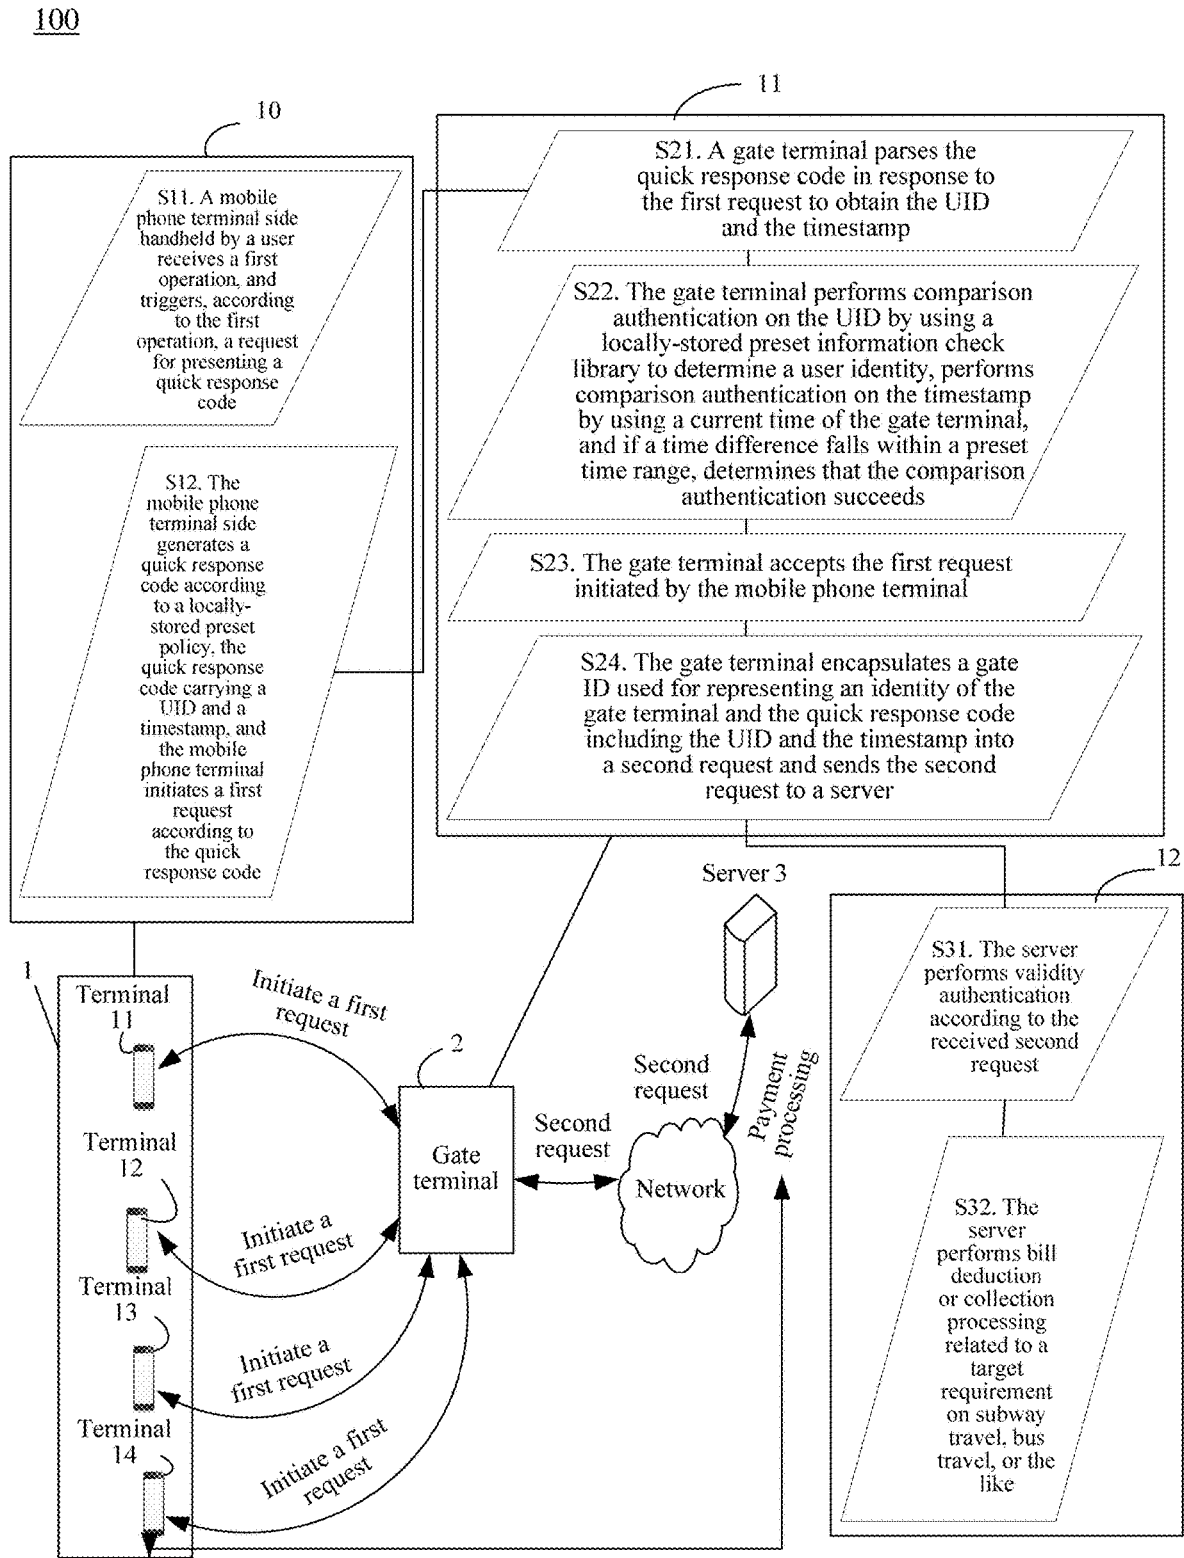 100
10
S11. A mobile
phone terminal side
handheld by a user
receives a first
operation, and
triggers, according
to the first
operation, a request
for presenting a
quick response
code
S12. The
mobile phone
terminal side
generates a
quick response
code according
to a locally-
stored preset
policy, the
quick response
code carrying a
UID and a
timestamp, and
the mobile
phone terminal
initiates a first
request
according to
the quick
response code
11
S21. A gate terminal parses the
quick response code in response to
the first request to obtain the UID
and the timestamp
S22. The gate terminal performs comparison
authentication on the UID by using a
locally-stored preset information check
library to determine a user identity, performs
comparison authentication on the timestamp
by using a current time of the gate terminal,
and if a time difference falls within a preset
time range, determines that the comparison
authentication succeeds
S23. The gate terminal accepts the first request
initiated by the mobile phone terminal
S24. The gate terminal encapsulates a gate
ID used for representing an identity of the
gate terminal and the quick response code
including the UID and the timestamp into
a second request and sends the second
request to a server
12
S31. The server
performs validity
authentication
according to the
received second
request
S32. The
server
performs bill
deduction
or collection
processing
related to a
target
requirement
on subway
travel, bus
travel, or the
like
1
Terminal
11
Terminal
12
Terminal
13
Terminal
14
Initiate a first
request
Initiate a
first request
Initiate a
first request
Initiate a first
request
2
Gate
terminal
Second
request
Network
Second
request
Server 3
Payment
processing